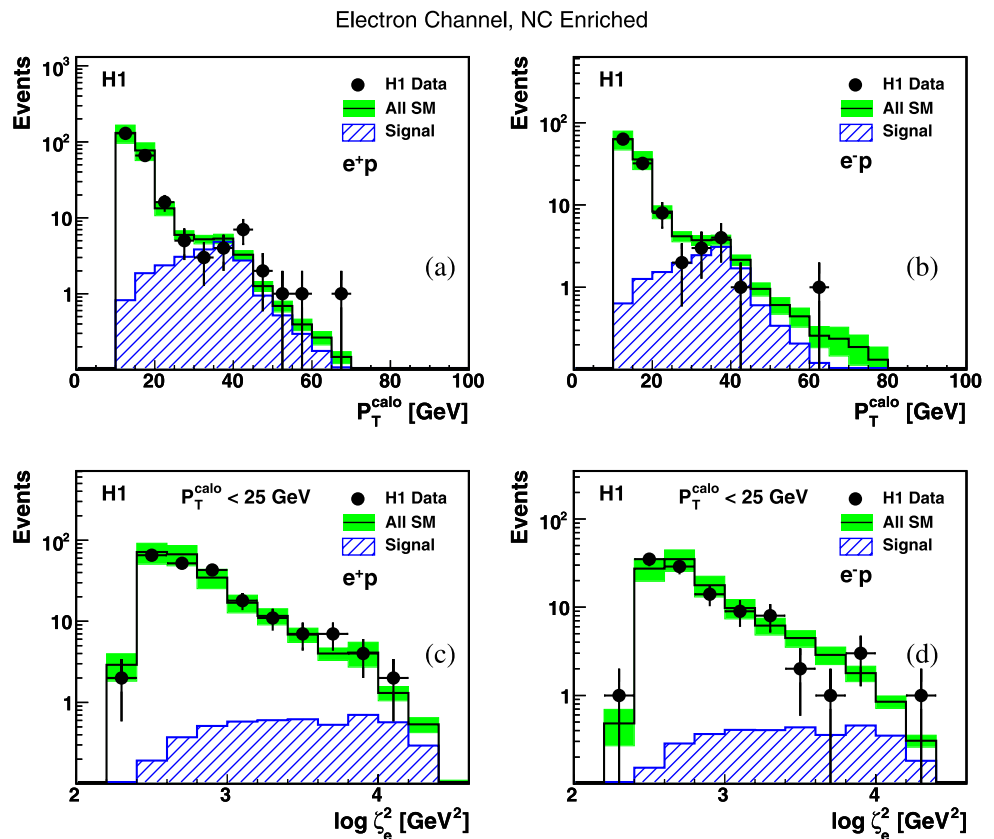 Electron Channel, NC Enriched
Events
10³
10²
10
1
H1
H1 Data
All SM
Signal
e⁺p
(a)
0 20 40 60 80 100
P_T^calo [GeV]
Events
10²
10
1
H1
H1 Data
All SM
Signal
e⁻p
(b)
0 20 40 60 80 100
P_T^calo [GeV]
Events
10²
10
1
H1
P_T^calo < 25 GeV
H1 Data
All SM
Signal
e⁺p
(c)
2 3 4
log ζ_e² [GeV²]
Events
10²
10
1
H1
P_T^calo < 25 GeV
H1 Data
All SM
Signal
e⁻p
(d)
2 3 4
log ζ_e² [GeV²]